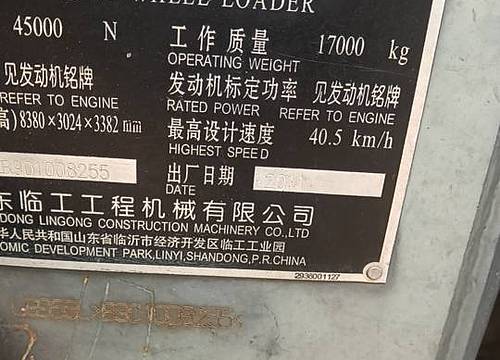 WHEEL LOADER
45000 N 工作质量 17000 kg
OPERATING WEIGHT
见发动机铭牌 发动机标定功率 见发动机铭牌
REFER TO ENGINE RATED POWER REFER TO ENGINE
高)8380×3024×3382mm 最高设计速度 40.5 km/h
HIGHEST SPEED
901008255 出厂日期
DATE
东临工工程机械有限公司
DONG LINGONG CONSTRUCTION MACHINERY CO.,LTD
华人民共和国山东省临沂市经济开发区临工工业园
OMIC DEVELOPMENT PARK,LINYI,SHANDONG,P.R.CHINA
2936001127